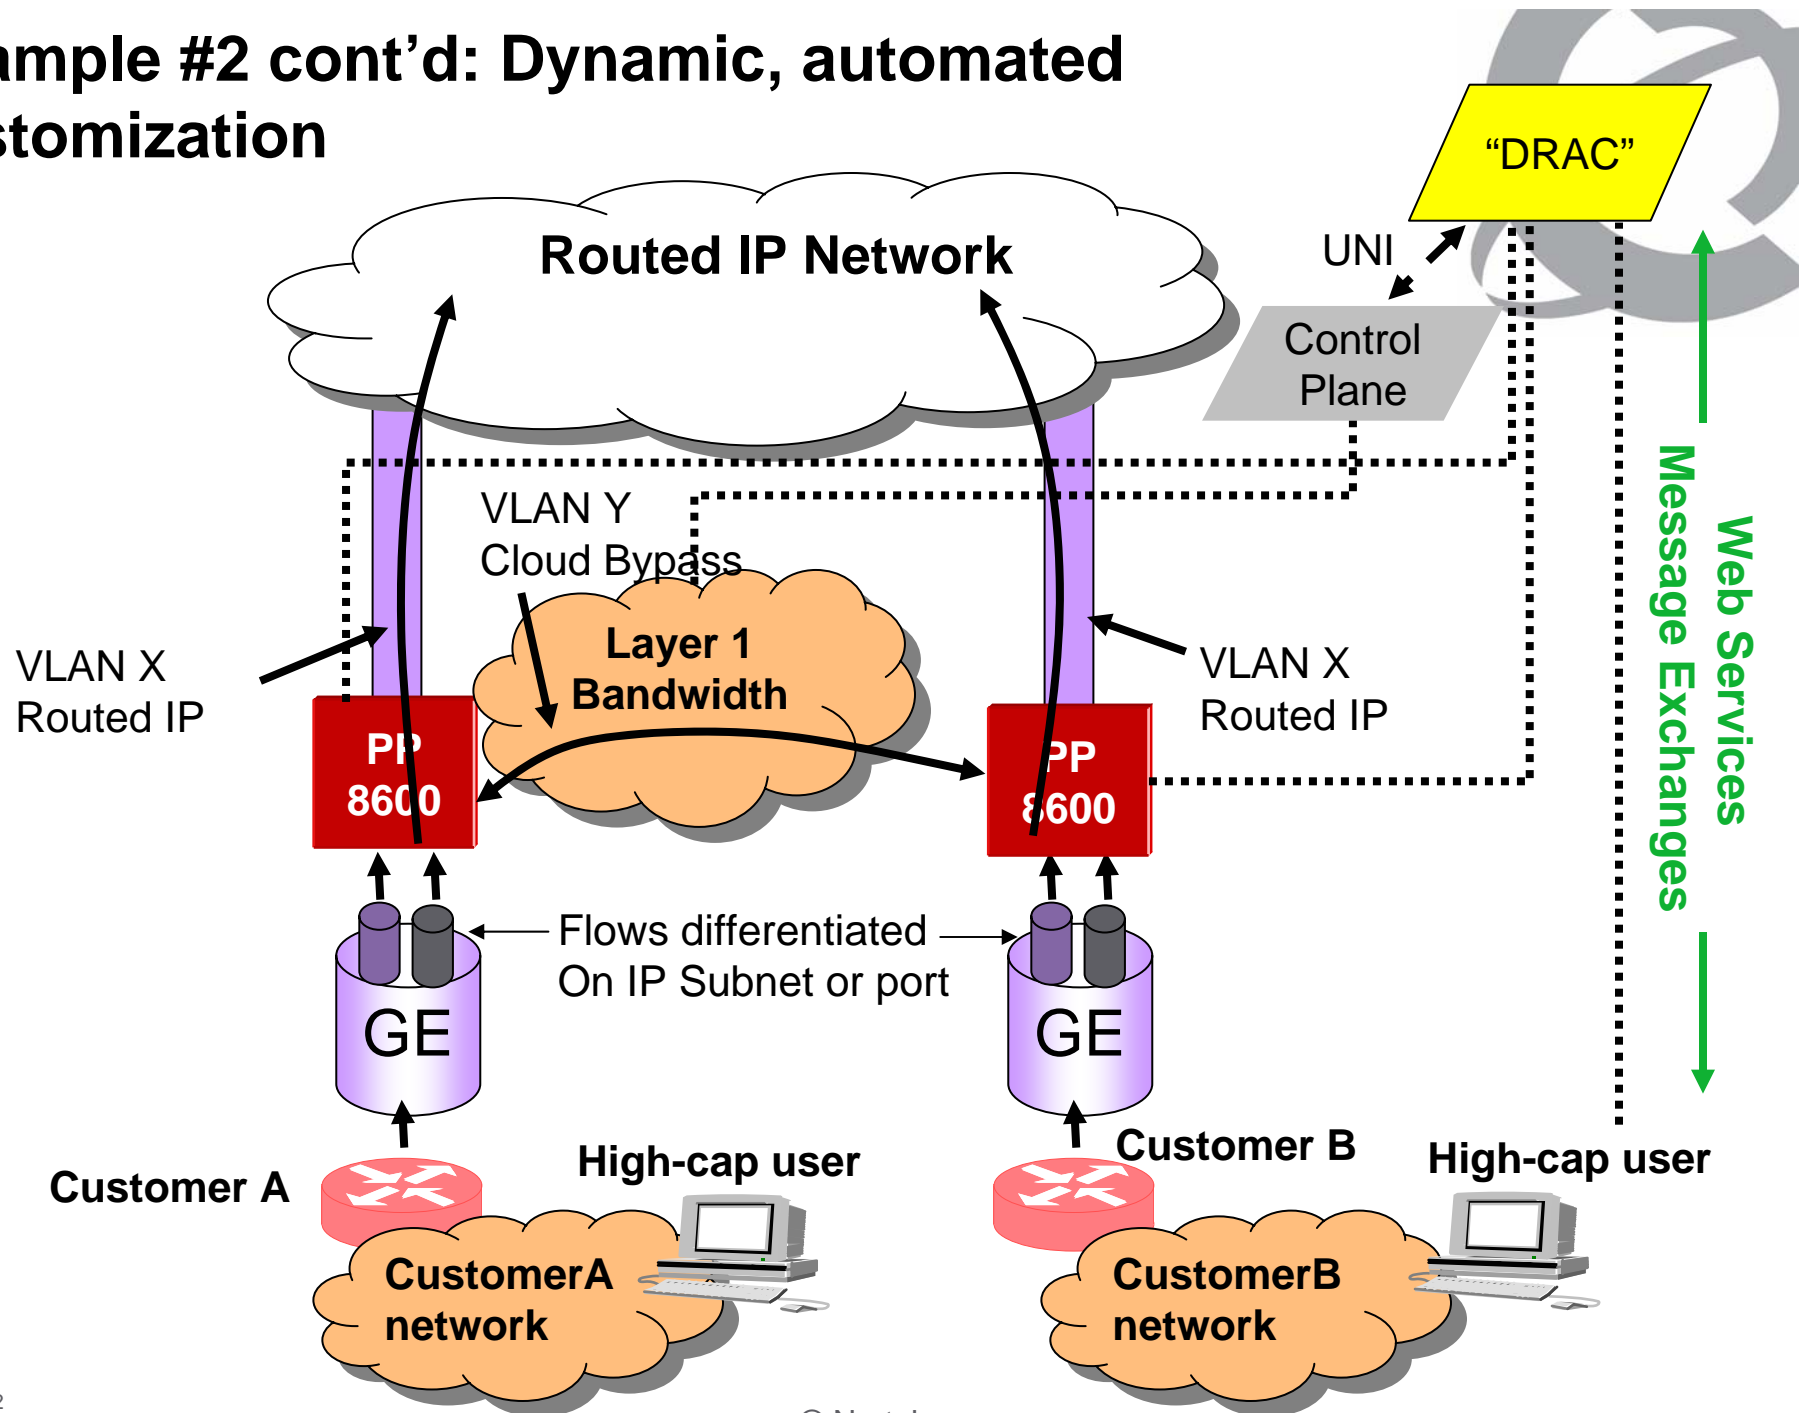 ample #2 cont’d: Dynamic, automated
stomization
“DRAC”
Routed IP Network
UNI
Control
Plane
VLAN Y
Cloud Bypass
Layer 1
Bandwidth
VLAN X
Routed IP
VLAN X
Routed IP
PP
8600
PP
8600
Web Services
Message Exchanges
Flows differentiated
On IP Subnet or port
GE
GE
Customer A
High-cap user
Customer B
High-cap user
CustomerA
network
CustomerB
network
2